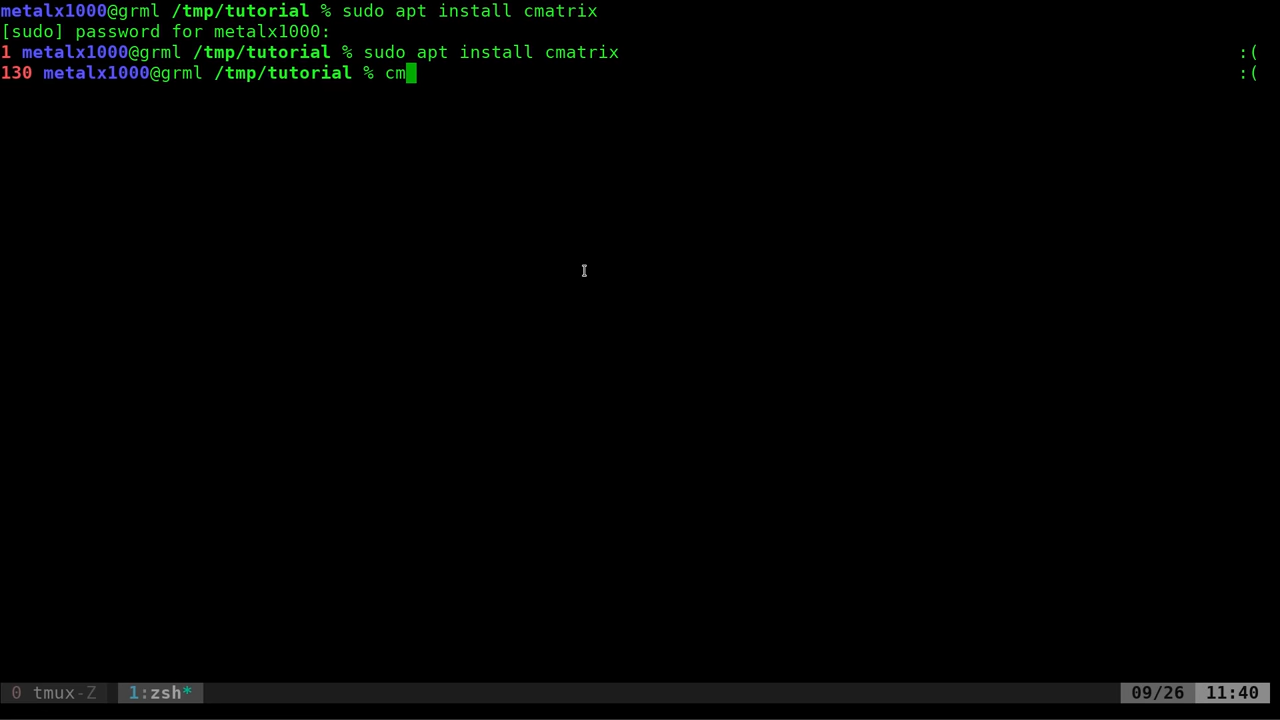 metalx1000@grml /tmp/tutorial % sudo apt install cmatrix
[sudo] password for metalx1000:
1 metalx1000@grml /tmp/tutorial % sudo apt install cmatrix :(
130 metalx1000@grml /tmp/tutorial % cm :(
0 tmux-Z 1:zsh* 09/26 11:40